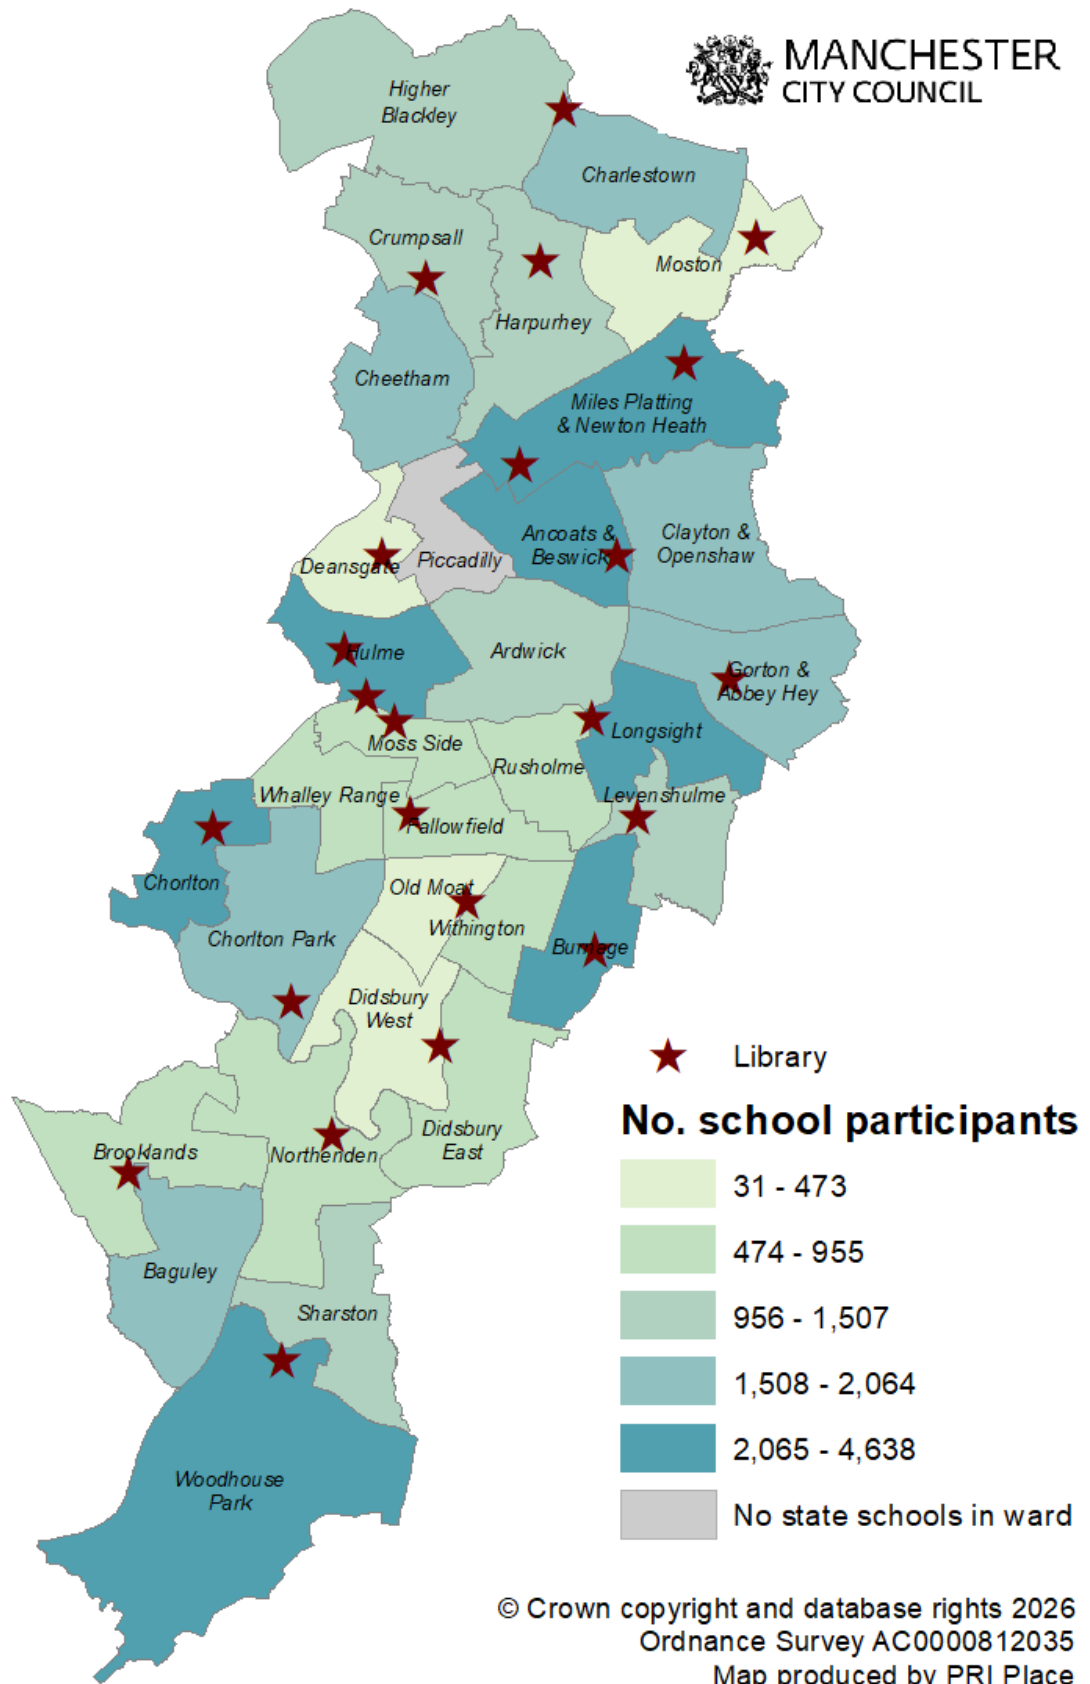 MANCHESTER
CITY COUNCIL
Higher
Blackley
Charlestown
Crumpsall
Moston
Harpurhey
Cheetham
Miles Platting
& Newton Heath
Ancoats &
Beswick
Clayton &
Openshaw
Piccadilly
Deansgate
Hulme
Ardwick
Gorton &
Abbey Hey
Longsight
Moss Side
Rusholme
Whalley Range
Levenshulme
Fallowfield
Chorlton
Old Moat
Withington
Chorlton Park
Burnage
Didsbury
West
Didsbury
East
Brooklands
Northenden
Baguley
Sharston
Woodhouse
Park
Library
No. school participants
31 - 473
474 - 955
956 - 1,507
1,508 - 2,064
2,065 - 4,638
No state schools in ward
© Crown copyright and database rights 2026
Ordnance Survey AC0000812035
Map produced by PRI Place